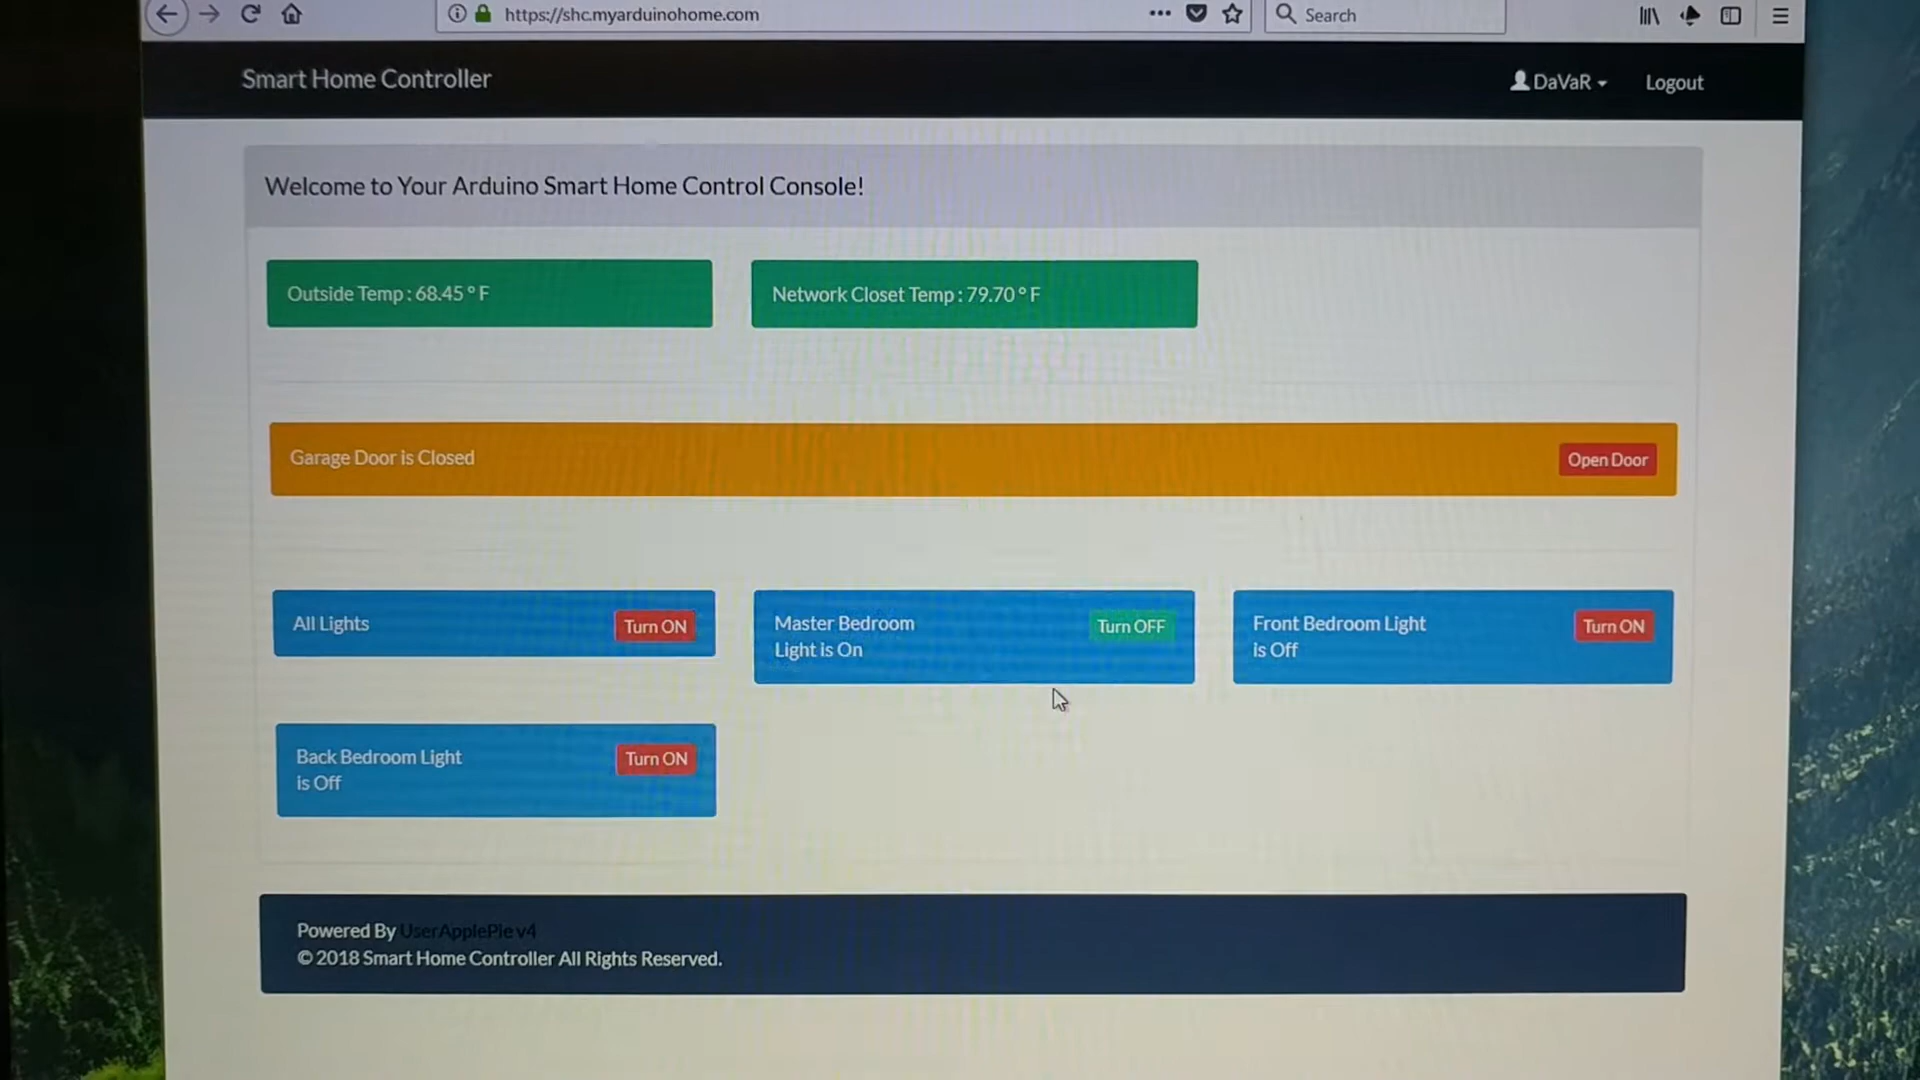 https://shc.myarduinohome.com
Search
Smart Home Controller
DaVaR
Logout
Welcome to Your Arduino Smart Home Control Console!
Outside Temp : 68.45 ° F
Network Closet Temp : 79.70 ° F
Garage Door is Closed
Open Door
All Lights
Turn ON
Master Bedroom
Light is On
Turn OFF
Front Bedroom Light
is Off
Turn ON
Back Bedroom Light
is Off
Turn ON
Powered By UserApplePie v4
© 2018 Smart Home Controller All Rights Reserved.